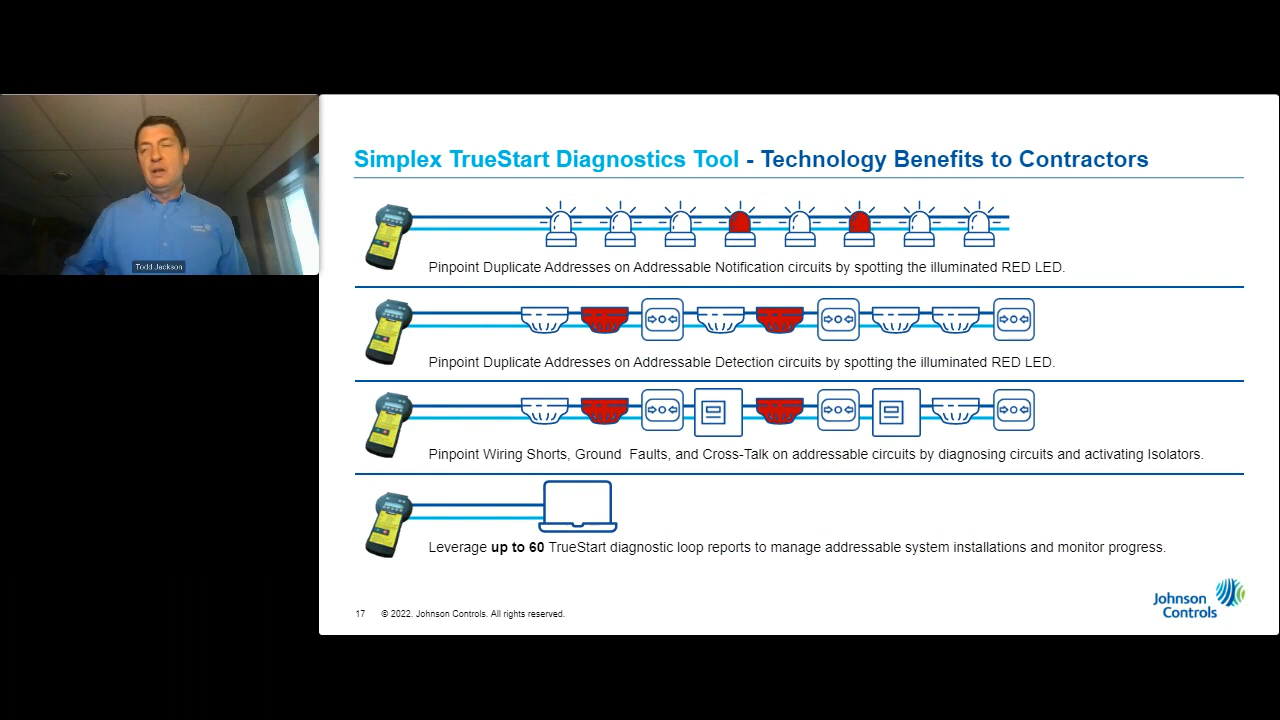 Todd Jackson
Simplex TrueStart Diagnostics Tool - Technology Benefits to Contractors
Pinpoint Duplicate Addresses on Addressable Notification circuits by spotting the illuminated RED LED.
Pinpoint Duplicate Addresses on Addressable Detection circuits by spotting the illuminated RED LED.
Pinpoint Wiring Shorts, Ground  Faults, and Cross-Talk on addressable circuits by diagnosing circuits and activating Isolators.
Leverage up to 60 TrueStart diagnostic loop reports to manage addressable system installations and monitor progress.
17 © 2022. Johnson Controls. All rights reserved.
Johnson
Controls